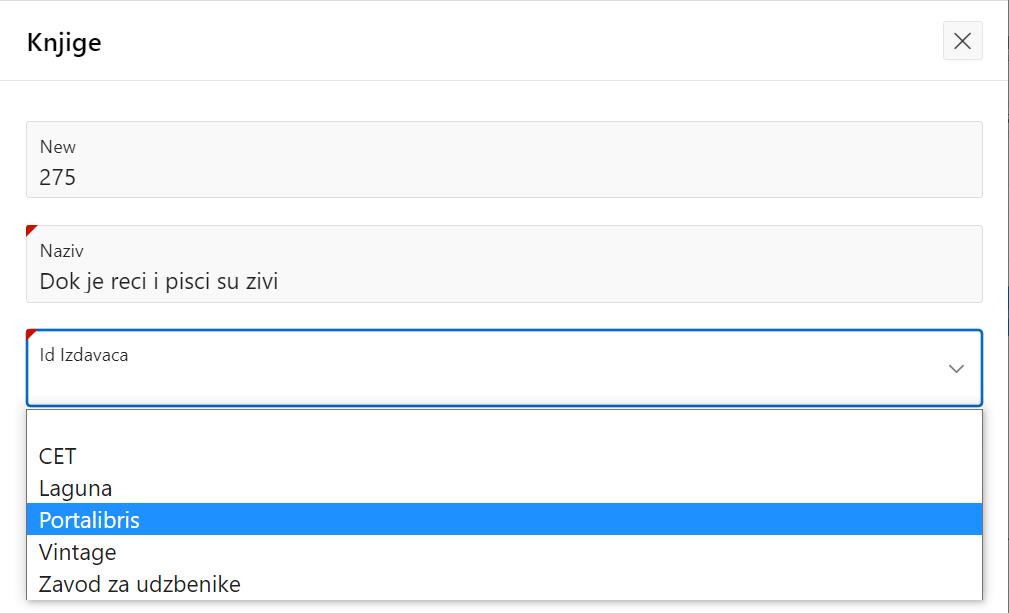 Knjige
New
275
Naziv
Dok je reci i pisci su zivi
Id Izdavaca
CET
Laguna
Portalibris
Vintage
Zavod za udzbenike